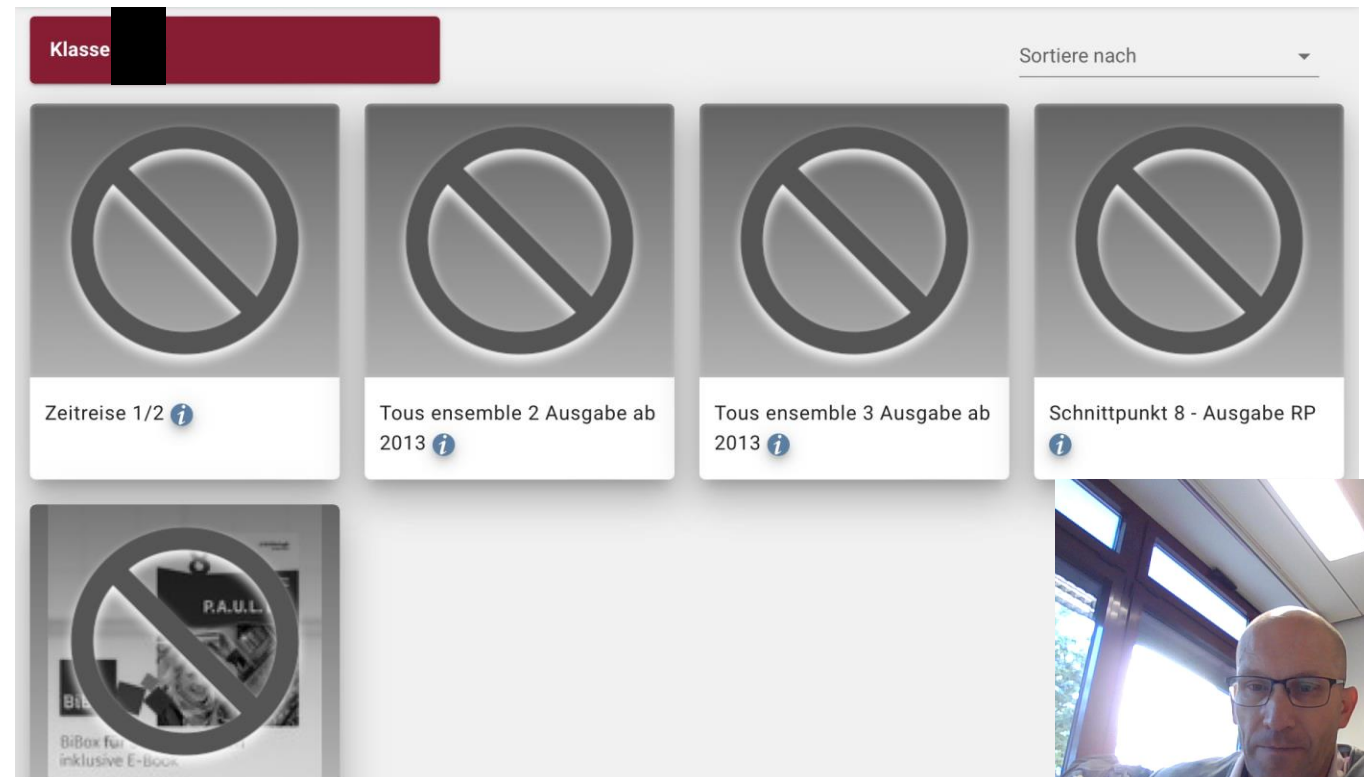 Klasse
Sortiere nach
Zeitreise 1/2
Tous ensemble 2 Ausgabe ab
2013
Tous ensemble 3 Ausgabe ab
2013
Schnittpunkt 8 - Ausgabe RP
P.A.U.L.
BiBox für
inklusive E-Book